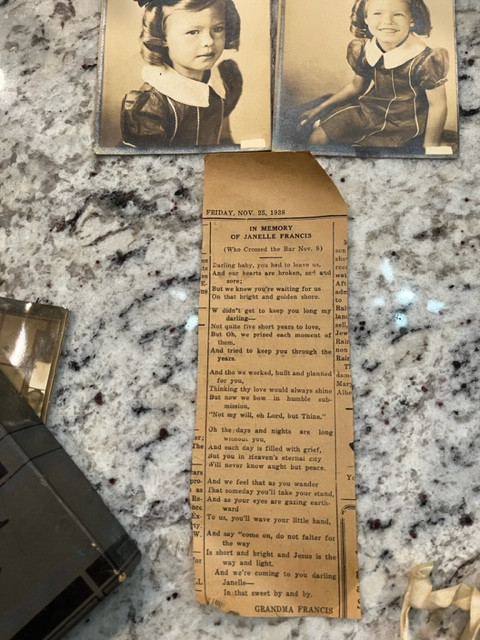 FRIDAY, NOV. 25, 1938
IN MEMORY
OF JANELLE FRANCIS
(Who Crossed the Bar Nov. 8)
Darling baby, you had to leave us,
And our hearts are broken, sad and
sore;
But we know you're waiting for us
On that bright and golden shore.
W didn't get to keep you long my
darling—
Not quite five short years to love,
But Oh, we prized each moment of
them,
And tried to keep you through the
years.
And tho we worked, built and planned
for you,
Thinking thy love would always shine
But now we bow in humble sub-
mission,
"Not my will, oh Lord, but Thine."
Oh the days and nights are long
without you,
And each day is filled with grief,
But you in Heaven's eternal city
Will never know aught but peace.
And we feel that as you wander
That someday you'll take your stand,
And as your eyes are gazing earth-
ward
To us, you'll wave your little hand,
And say "come on, do not falter for
the way
Is short and bright and Jesus is the
way and light.
And we're coming to you darling
Janelle—
In that sweet by and by.
GRANDMA FRANCIS